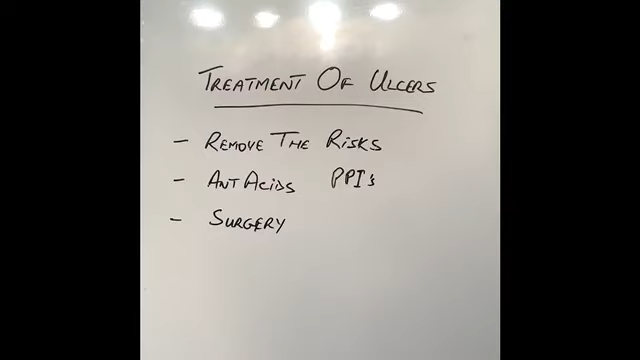 TREATMENT OF ULCERS
- REMOVE THE RISKS
- ANTACIDS PPI's
- SURGERY